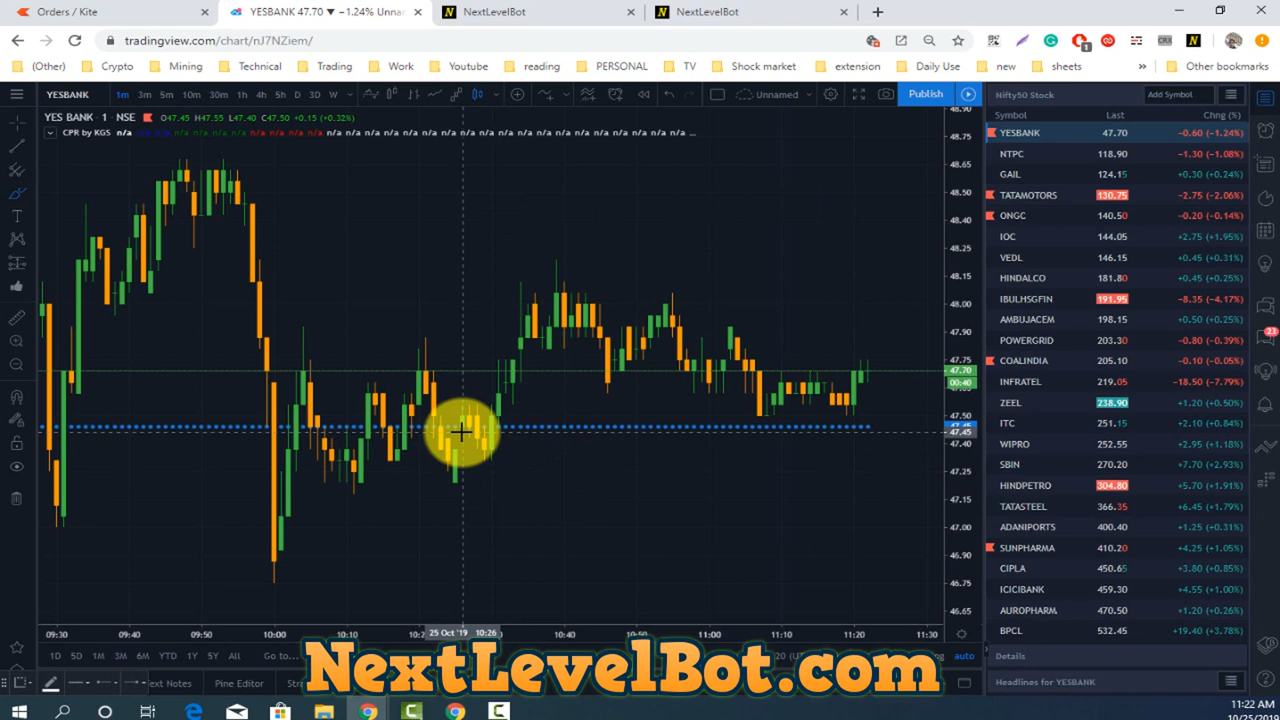 Orders / Kite
YESBANK 47.70 ▼ −1.24% Unnar
NextLevelBot
NextLevelBot
tradingview.com/chart/nJ7NZiem/
(Other)
Crypto
Mining
Technical
Trading
Work
Youtube
reading
PERSONAL
TV
Shock market
extension
Daily Use
new
sheets
»
Other bookmarks
YESBANK 1m 3m 5m 10m 30m 1h 4h 5h D 3D W Unnamed Publish
YES BANK · 1 · NSE O47.45 H47.55 L47.40 C47.50 +0.15 (+0.32%)
CPR by KGS n/a n/a n/a n/a n/a n/a n/a n/a n/a n/a n/a n/a n/a n/a n/a n/a n/a n/a n/a n/a n/a n/a n/a n/a n/a n/a ...
48.90
48.75
48.65
48.50
48.40
48.25
48.15
48.00
47.90
47.75
47.70
00:40
47.50
47.45
47.40
47.25
47.15
47.00
46.90
46.75
46.65
09:30 09:40 09:50 10:00 10:10 25 Oct '19 10:26 10:40 10:50 11:00 11:10 11:20 11:30
1D 5D 1M 3M 6M YTD 1Y 5Y All Go to... auto
Text Notes
Pine Editor
NextLevelBot.com
Nifty50 Stock
Add Symbol
Symbol Last Chg (%)
YESBANK 47.70 −0.60 (−1.24%)
NTPC 118.90 −1.30 (−1.08%)
GAIL 124.15 +0.30 (+0.24%)
TATAMOTORS 130.75 −2.75 (−2.06%)
ONGC 140.50 −0.20 (−0.14%)
IOC 144.05 +2.75 (+1.95%)
VEDL 146.15 +0.45 (+0.31%)
HINDALCO 181.80 +0.45 (+0.25%)
IBULHSGFIN 191.95 −8.35 (−4.17%)
AMBUJACEM 198.15 +0.50 (+0.25%)
POWERGRID 203.30 −0.80 (−0.39%)
COALINDIA 205.10 −0.10 (−0.05%)
INFRATEL 219.05 −18.50 (−7.79%)
ZEEL 238.90 +1.20 (+0.50%)
ITC 251.15 +2.10 (+0.84%)
WIPRO 252.55 +2.95 (+1.18%)
SBIN 270.20 +7.70 (+2.93%)
HINDPETRO 304.80 +5.70 (+1.91%)
TATASTEEL 366.35 +6.45 (+1.79%)
ADANIPORTS 400.40 +1.25 (+0.31%)
SUNPHARMA 410.20 +4.25 (+1.05%)
CIPLA 450.65 +3.80 (+0.85%)
ICICIBANK 459.30 +4.55 (+1.00%)
AUROPHARM 470.50 +1.20 (+0.26%)
BPCL 532.45 +19.40 (+3.78%)
Details
Headlines for YESBANK
23
11:22 AM
10/25/2019